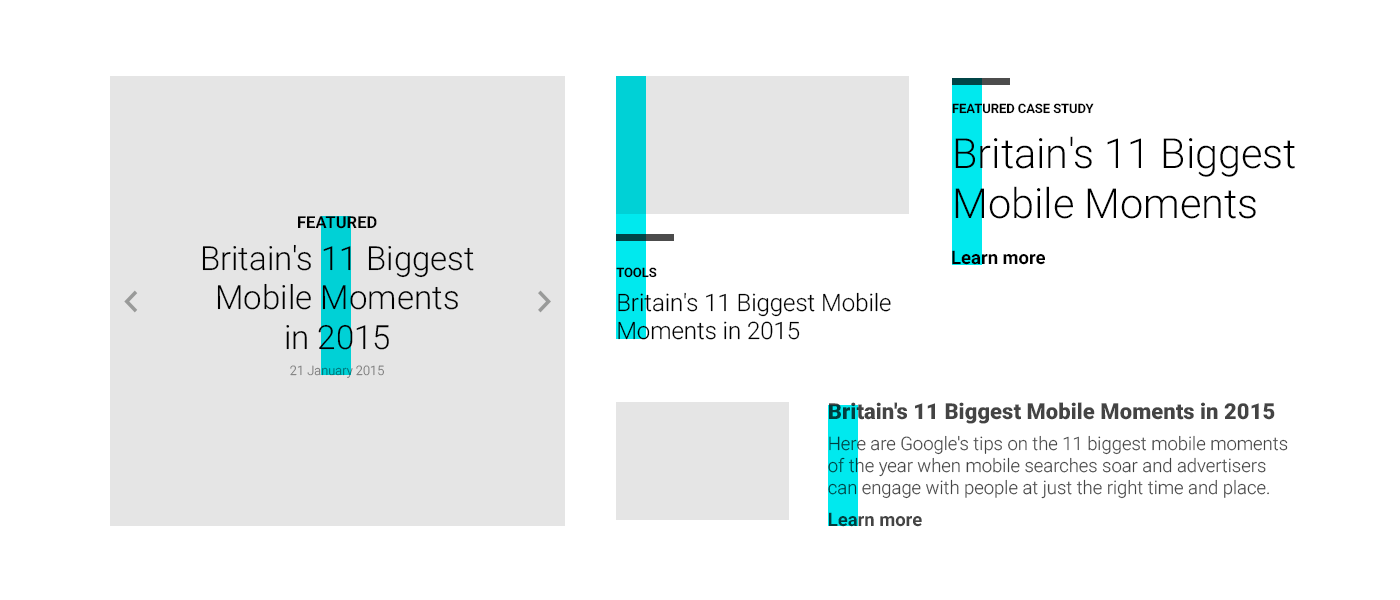 FEATURED
Britain's 11 Biggest
Mobile Moments
in 2015
21 January 2015
TOOLS
Britain's 11 Biggest Mobile
Moments in 2015
FEATURED CASE STUDY
Britain's 11 Biggest
Mobile Moments
Learn more
Britain's 11 Biggest Mobile Moments in 2015
Here are Google's tips on the 11 biggest mobile moments
of the year when mobile searches soar and advertisers
can engage with people at just the right time and place.
Learn more